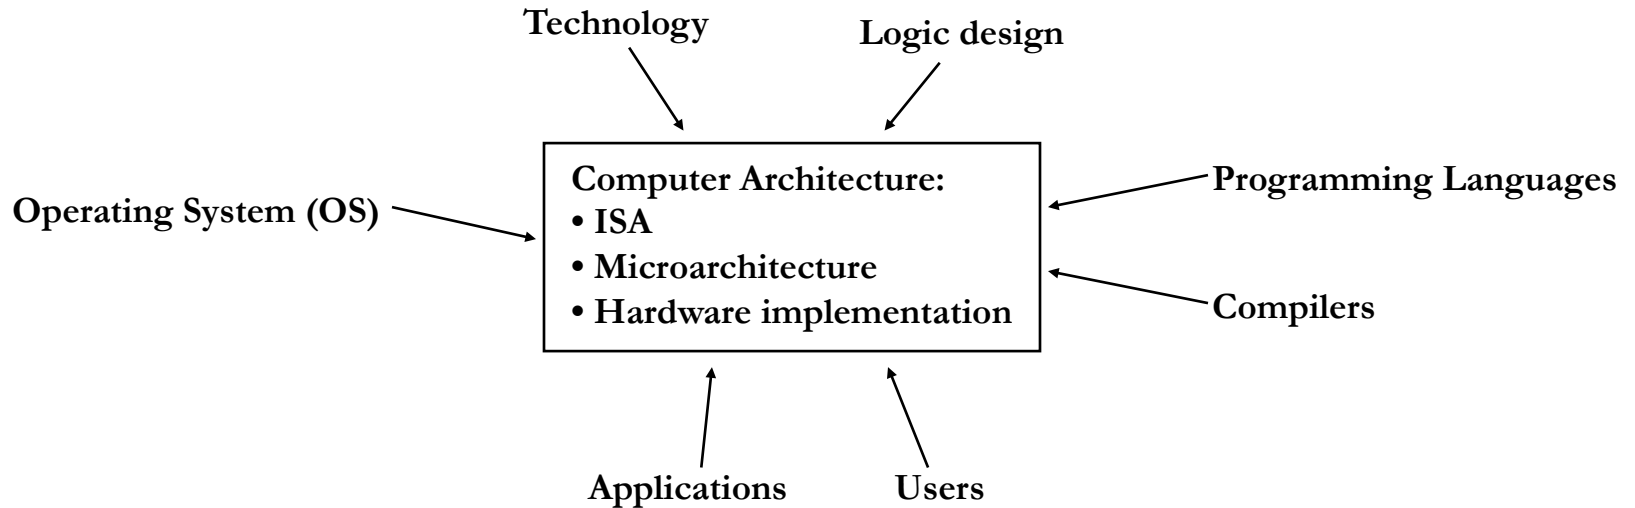 Technology
Logic design
Computer Architecture:
• ISA
• Microarchitecture
• Hardware implementation
Operating System (OS)
Programming Languages
Compilers
Applications
Users